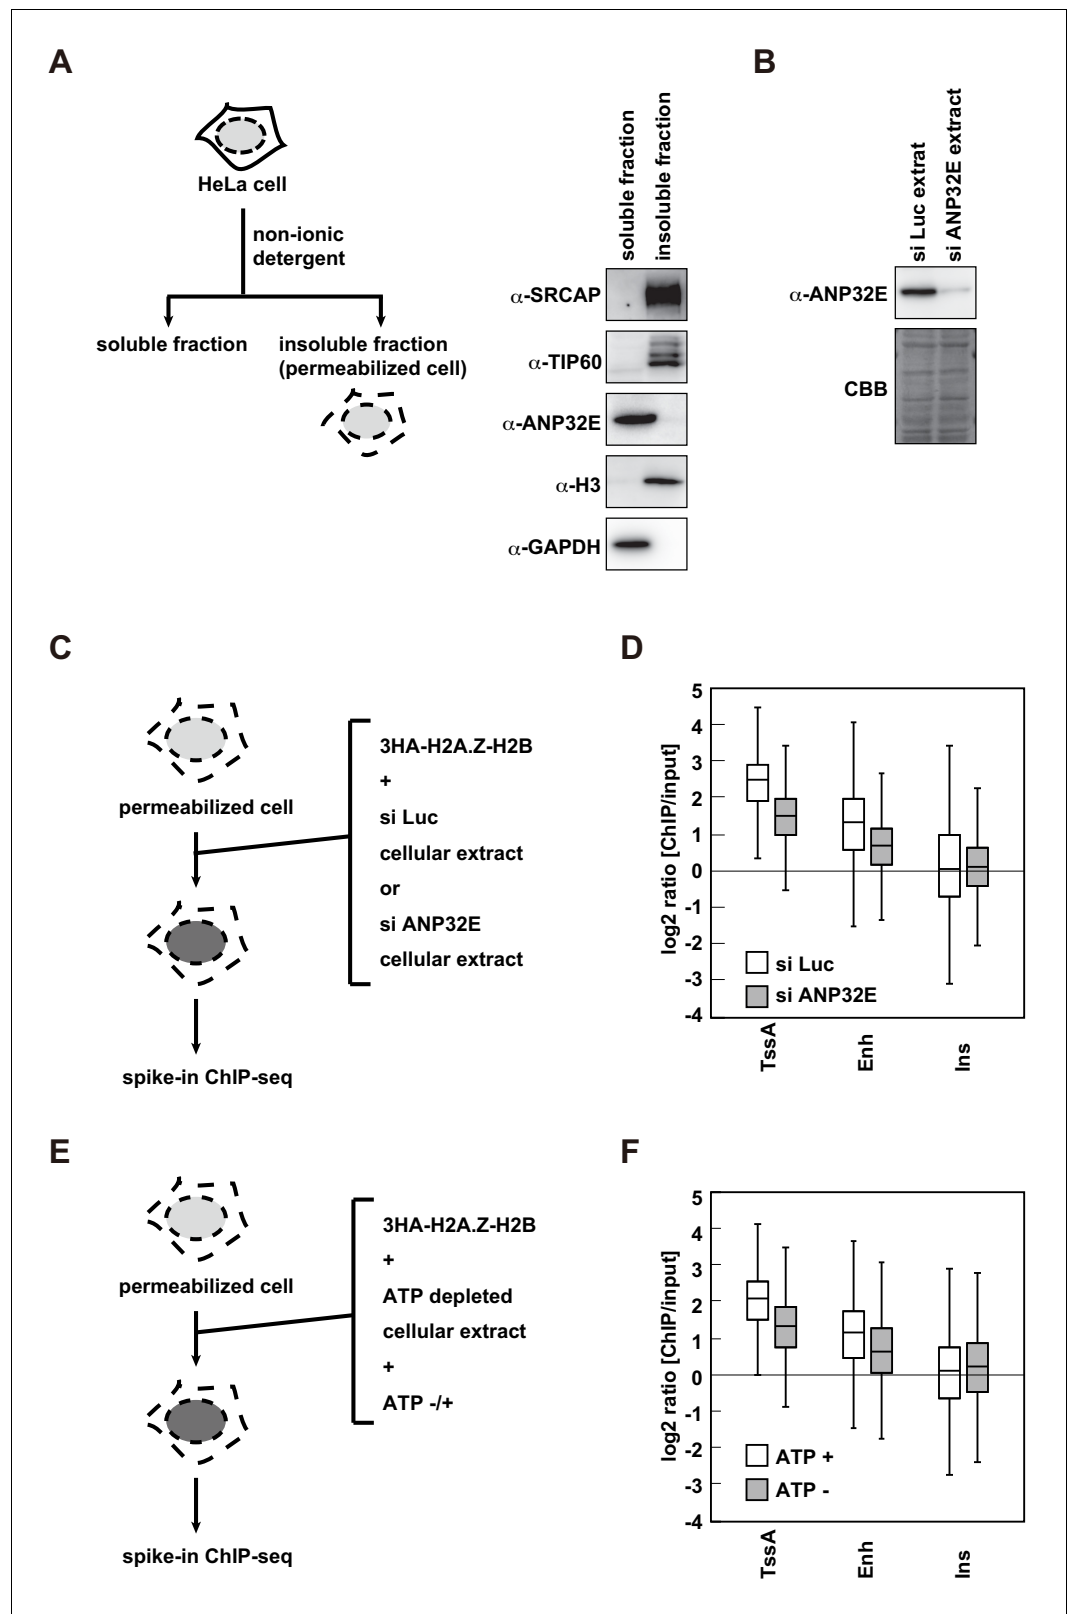 A
HeLa cell
non-ionic
detergent
soluble fraction
insoluble fraction
(permeabilized cell)
soluble fraction
insoluble fraction
α-SRCAP
α-TIP60
α-ANP32E
α-H3
α-GAPDH
B
si Luc extrat
si ANP32E extract
α-ANP32E
CBB
C
permeabilized cell
3HA-H2A.Z-H2B
+
si Luc
cellular extract
or
si ANP32E
cellular extract
spike-in ChIP-seq
D
log2 ratio [ChIP/input]
5
4
3
2
1
0
-1
-2
-3
-4
si Luc
si ANP32E
TssA
Enh
Ins
E
permeabilized cell
3HA-H2A.Z-H2B
+
ATP depleted
cellular extract
+
ATP -/+
spike-in ChIP-seq
F
log2 ratio [ChIP/input]
5
4
3
2
1
0
-1
-2
-3
-4
ATP +
ATP -
TssA
Enh
Ins